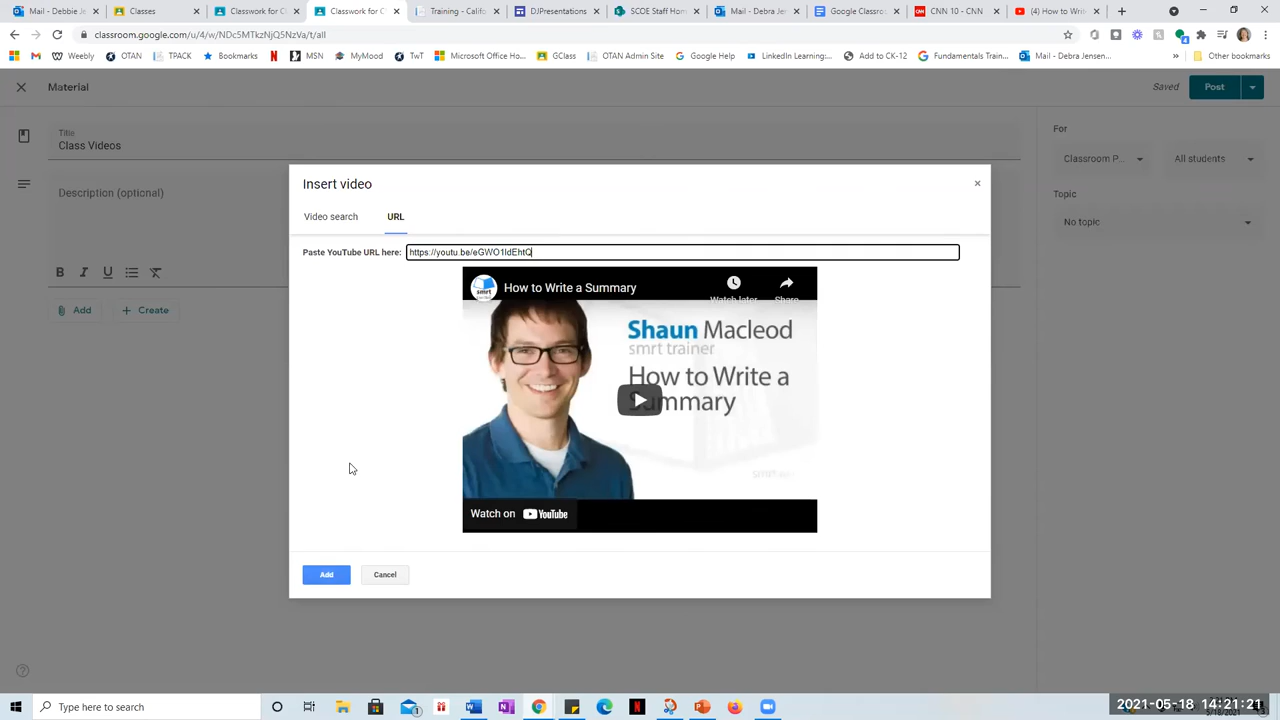 Mail - Debbie Je
Classes
Classwork for C
Classwork for C
Training - Califo
DJPresentations
SCOE Staff Hom
Mail - Debra Je
Google Classroo
CNN 10 - CNN
(4) How to Write
classroom.google.com/u/4/w/NDc5MTkzNjQ5NzVa/t/all
Weebly
OTAN
TPACK
Bookmarks
MSN
MyMood
TwT
Microsoft Office Ho...
GClass
OTAN Admin Site
Google Help
LinkedIn Learning:...
Add to CK-12
Fundamentals Train...
Mail - Debra Jensen...
»
Other bookmarks
Material
Saved
Post
Title
Class Videos
Description (optional)
B I U
Add
Create
For
Classroom P...
All students
Topic
No topic
Insert video
Video search
URL
Paste YouTube URL here:
https://youtu.be/eGWO1ldEhtQ
smrt
How to Write a Summary
Watch later
Share
Shaun Macleod
smrt trainer
How to Write a
Summary
Watch on YouTube
Add
Cancel
Type here to search
2021-05-18 14:21:21